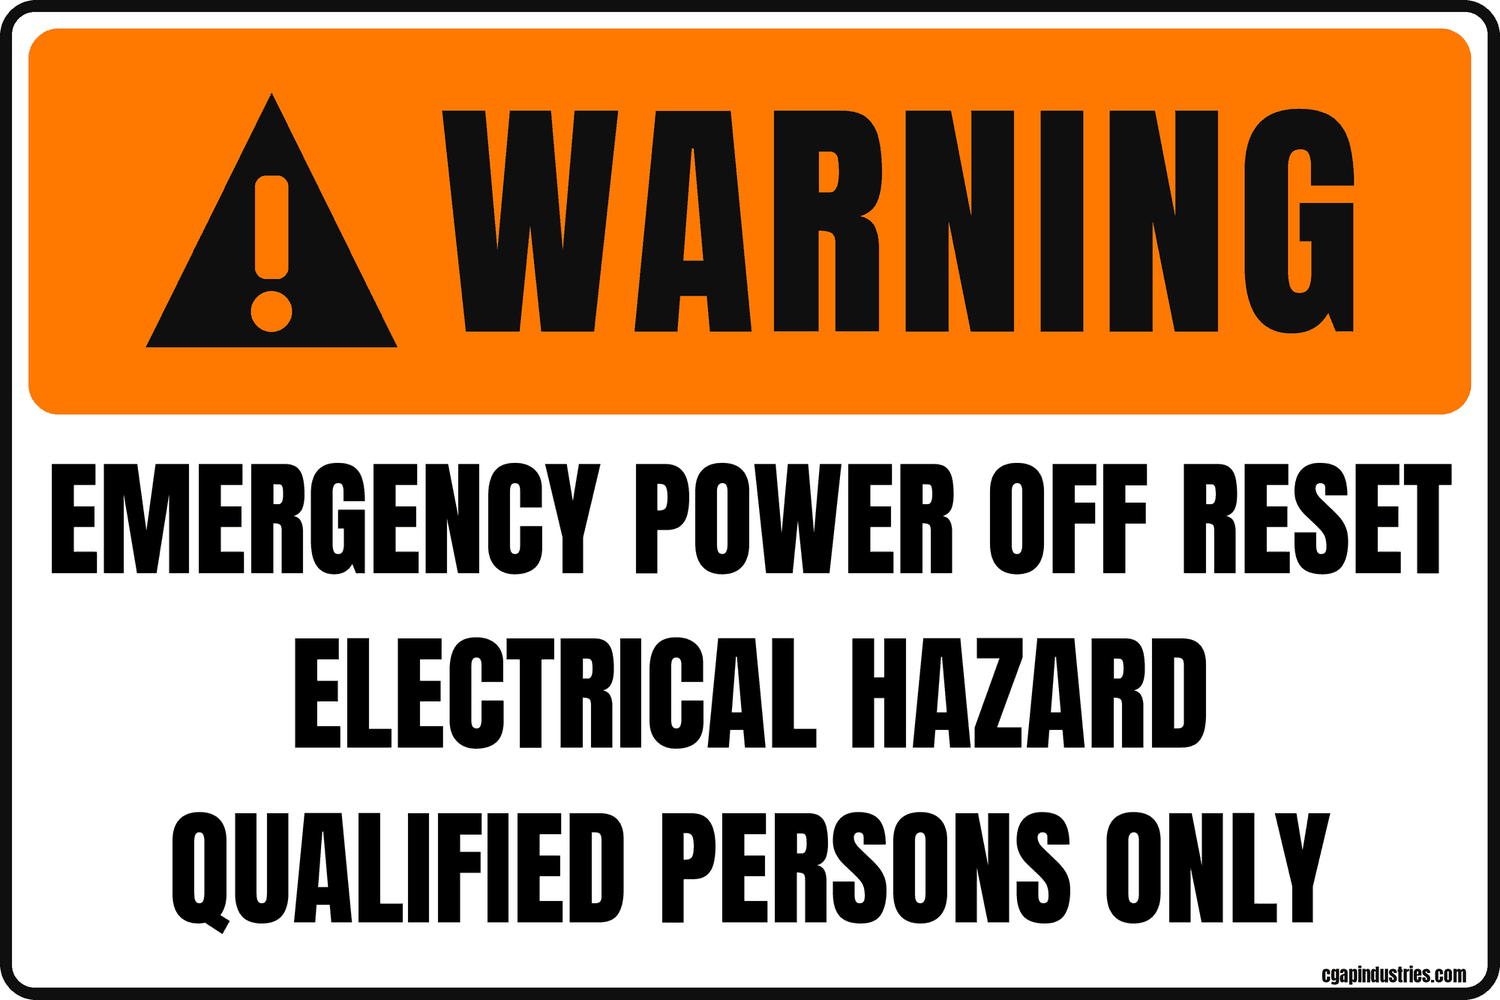 WARNING
EMERGENCY POWER OFF RESET
ELECTRICAL HAZARD
QUALIFIED PERSONS ONLY
cgapindustries.com